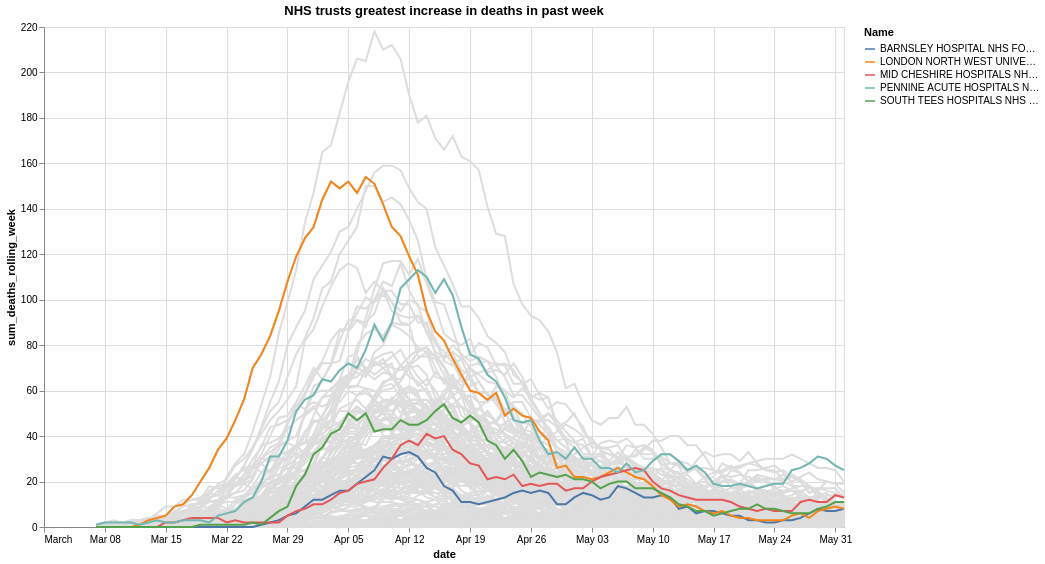 NHS trusts greatest increase in deaths in past week
220
200
180
160
140
120
100
80
60
40
20
0
sum_deaths_rolling_week
March
Mar 08
Mar 15
Mar 22
Mar 29
Apr 05
Apr 12
Apr 19
Apr 26
May 03
May 10
May 17
May 24
May 31
date
Name
BARNSLEY HOSPITAL NHS FO…
LONDON NORTH WEST UNIVE…
MID CHESHIRE HOSPITALS NH…
PENNINE ACUTE HOSPITALS N…
SOUTH TEES HOSPITALS NHS …